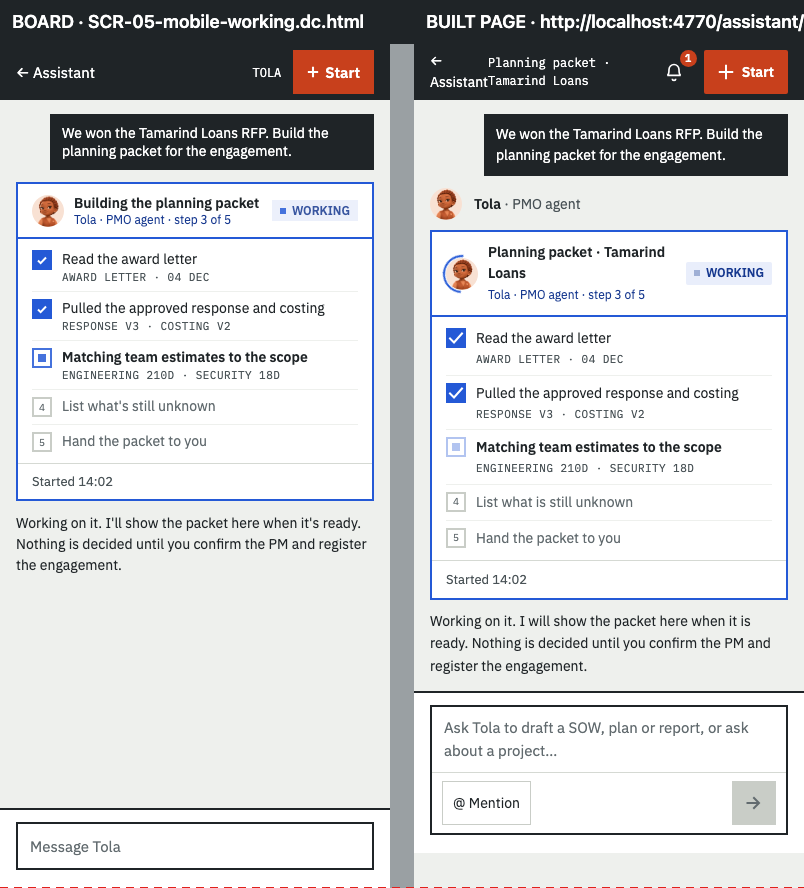 BOARD · SCR-05-mobile-working.dc.html
← Assistant
TOLA
+ Start
We won the Tamarind Loans RFP. Build the
planning packet for the engagement.
Building the planning packet
Tola · PMO agent · step 3 of 5
WORKING
Read the award letter
AWARD LETTER · 04 DEC
Pulled the approved response and costing
RESPONSE V3 · COSTING V2
Matching team estimates to the scope
ENGINEERING 210D · SECURITY 18D
4 List what's still unknown
5 Hand the packet to you
Started 14:02
Working on it. I'll show the packet here when it's ready.
Nothing is decided until you confirm the PM and register
the engagement.
Message Tola
BUILT PAGE · http://localhost:4770/assistant/
←
Assistant
Planning packet ·
Tamarind Loans
1
+ Start
We won the Tamarind Loans RFP. Build the
planning packet for the engagement.
Tola · PMO agent
Planning packet · Tamarind
Loans
Tola · PMO agent · step 3 of 5
WORKING
Read the award letter
AWARD LETTER · 04 DEC
Pulled the approved response and costing
RESPONSE V3 · COSTING V2
Matching team estimates to the scope
ENGINEERING 210D · SECURITY 18D
4 List what is still unknown
5 Hand the packet to you
Started 14:02
Working on it. I will show the packet here when it is
ready. Nothing is decided until you confirm the PM and
register the engagement.
Ask Tola to draft a SOW, plan or report, or ask
about a project...
@ Mention
→